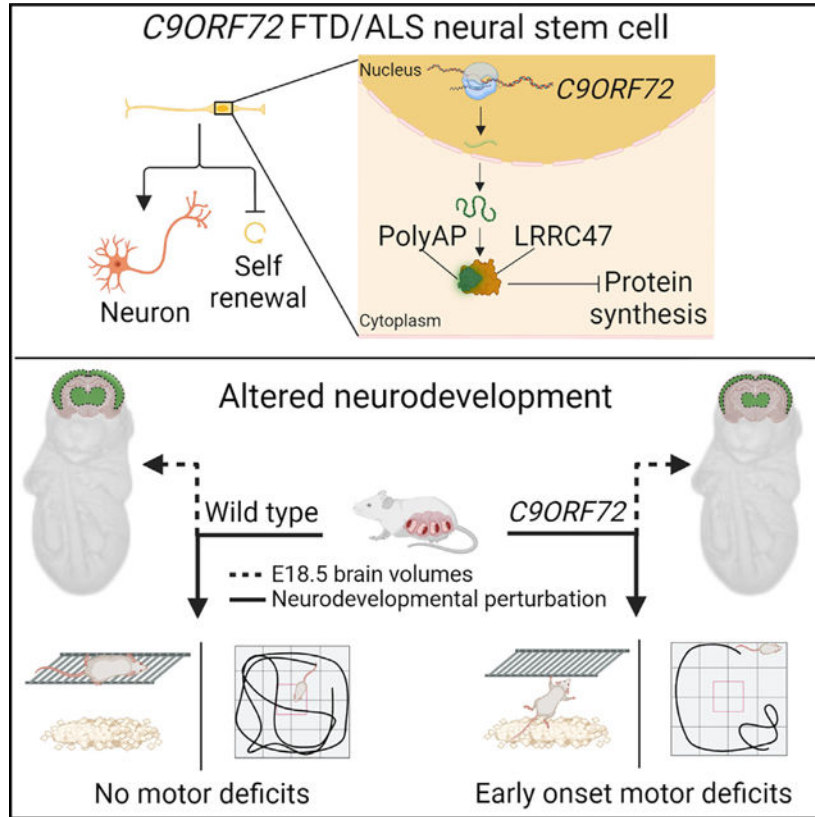 C9ORF72 FTD/ALS neural stem cell
Nucleus
C9ORF72
PolyAP
LRRC47
Neuron
Self
renewal
Protein
synthesis
Cytoplasm
Altered neurodevelopment
Wild type
C9ORF72
E18.5 brain volumes
Neurodevelopmental perturbation
No motor deficits
Early onset motor deficits